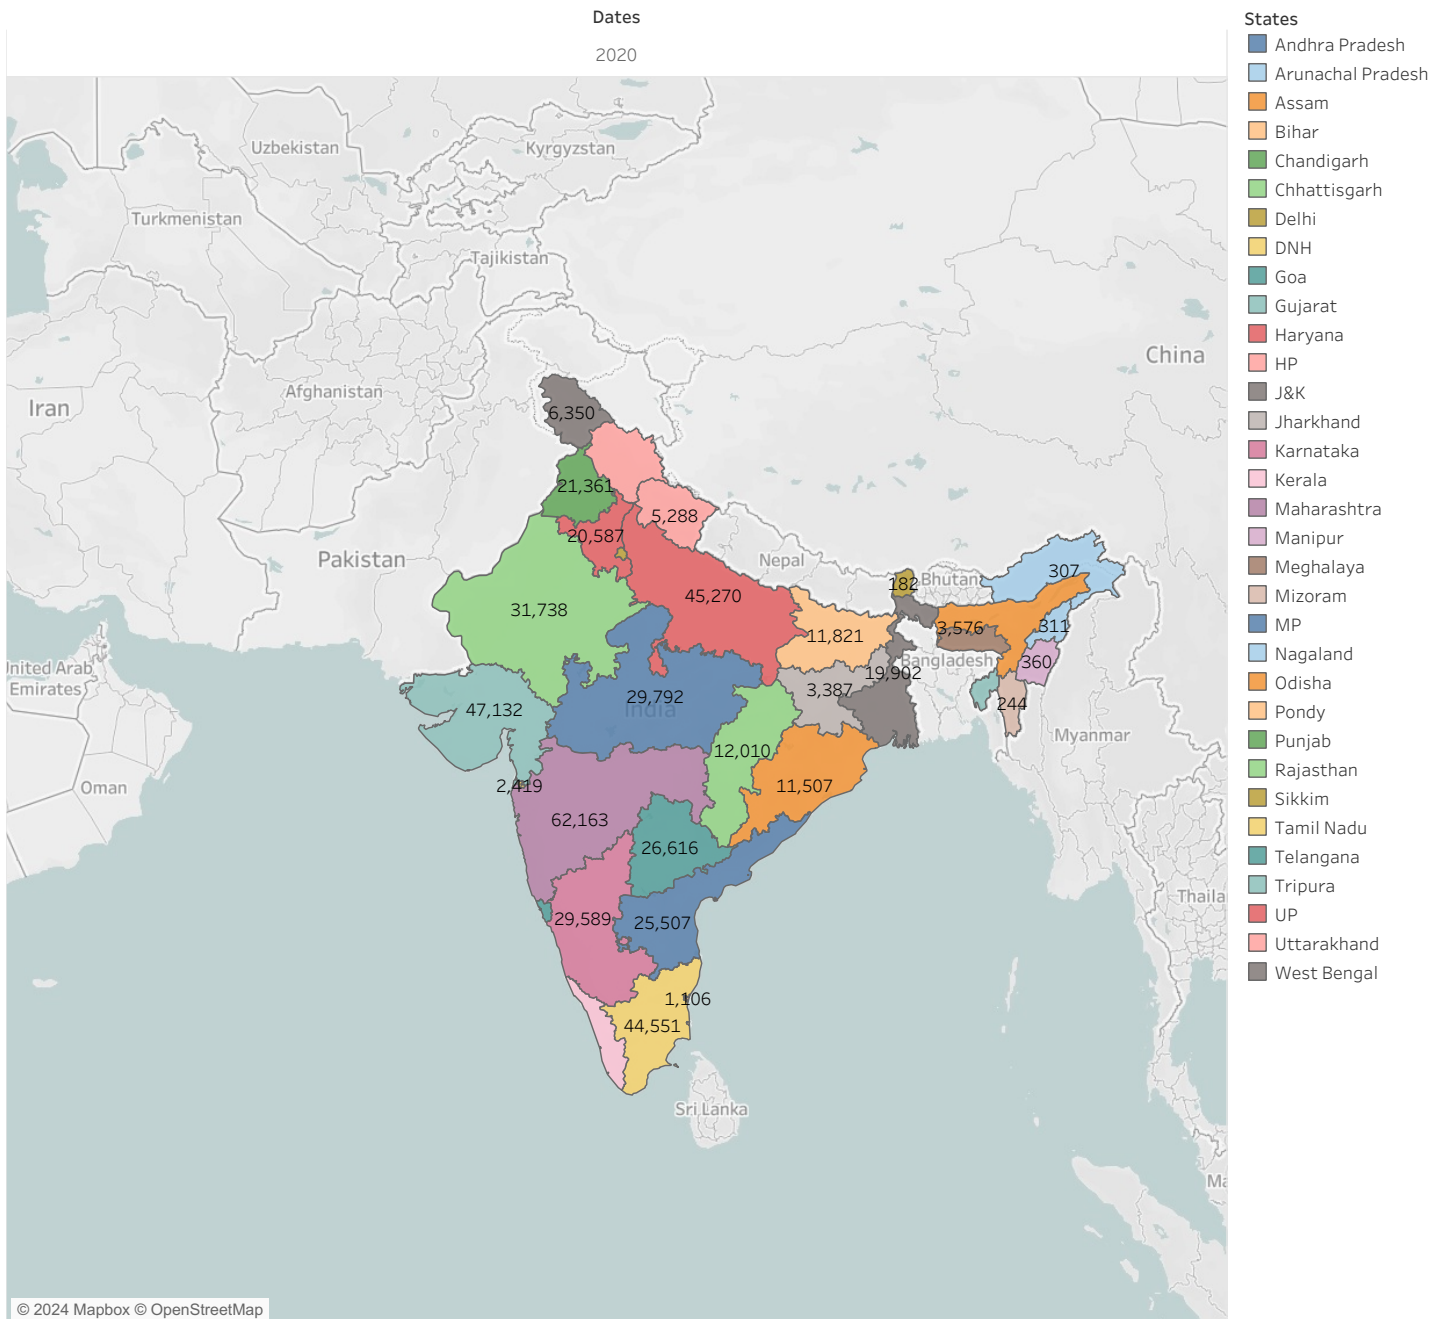 Dates
2020
States
Andhra Pradesh
Arunachal Pradesh
Assam
Bihar
Chandigarh
Chhattisgarh
Delhi
DNH
Goa
Gujarat
Haryana
HP
J&K
Jharkhand
Karnataka
Kerala
Maharashtra
Manipur
Meghalaya
Mizoram
MP
Nagaland
Odisha
Pondy
Punjab
Rajasthan
Sikkim
Tamil Nadu
Telangana
Tripura
UP
Uttarakhand
West Bengal
Uzbekistan
Kyrgyzstan
Turkmenistan
Tajikistan
China
Afghanistan
Iran
6,350
21,361
5,288
20,587
Pakistan
Nepal
182
Bhutan
307
45,270
31,738
11,821
3,576
311
Bangladesh
360
United Arab
Emirates
19,902
3,387
29,792
India
47,132
244
Myanmar
12,010
Oman
2,419
11,507
62,163
26,616
Thaila
29,589
25,507
1,106
44,551
Sri Lanka
Ma
© 2024 Mapbox © OpenStreetMap